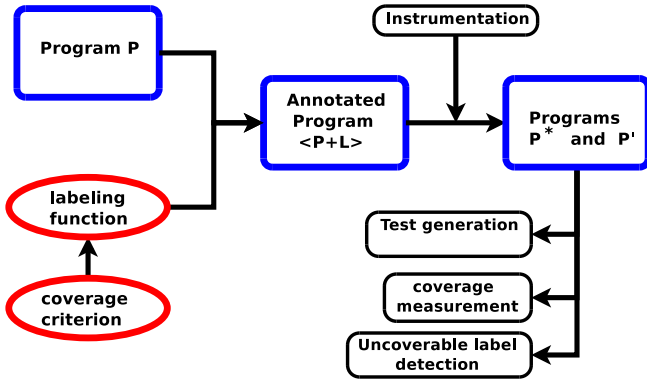 Instrumentation
Program P
Annotated
Program
<P+L>
Programs
P* and P'
labeling
function
Test generation
coverage
criterion
coverage
measurement
Uncoverable label
detection